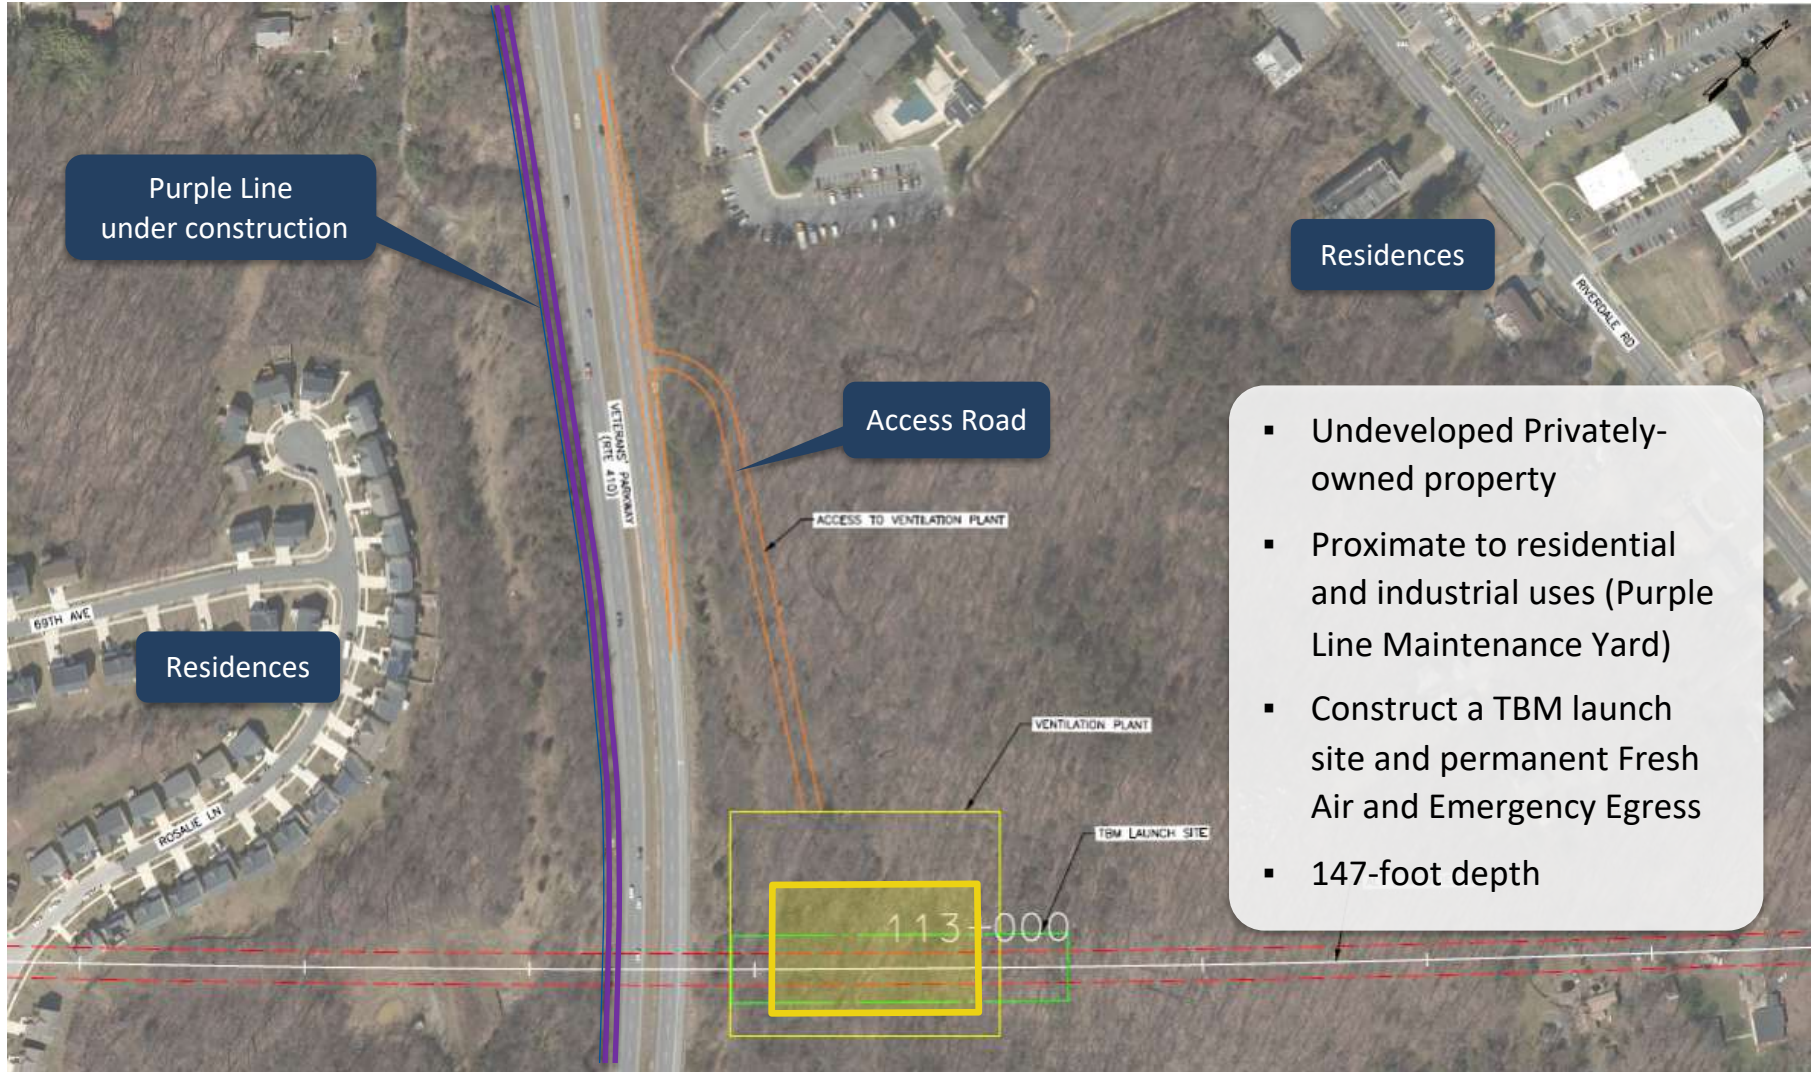 N
Purple Line
under construction
Residences
RIVERDALE RD
Access Road
VETERANS' PARKWAY
(RTE 410)
ACCESS TO VENTILATION PLANT
▪ Undeveloped Privately-
owned property
▪ Proximate to residential
and industrial uses (Purple
Line Maintenance Yard)
▪ Construct a TBM launch
site and permanent Fresh
Air and Emergency Egress
▪ 147-foot depth
69TH AVE
Residences
VENTILATION PLANT
ROSALIE LN
TBM LAUNCH SITE
113+000